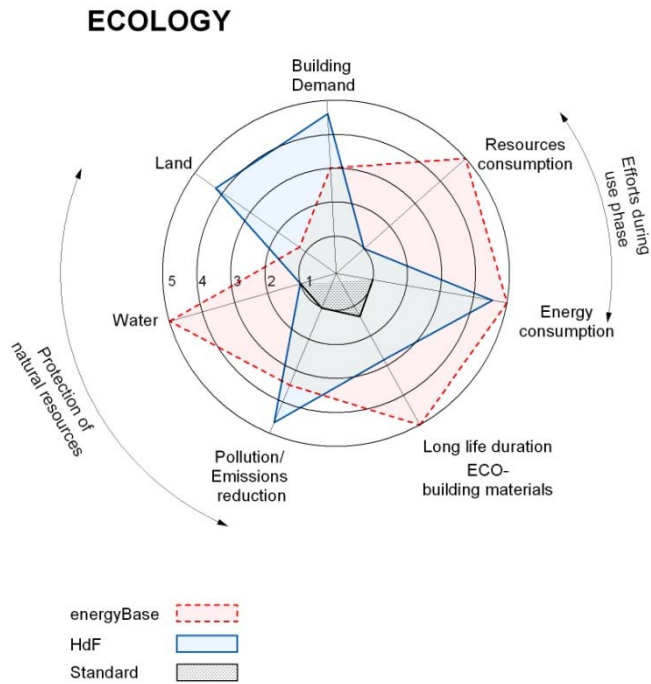 ECOLOGY
Building
Demand
Resources
consumption
Land
Efforts during
use phase
5 4 3 2 1
Energy
consumption
Water
Protection of
natural resources
Long life duration
ECO-
building materials
Pollution/
Emissions
reduction
energyBase
HdF
Standard